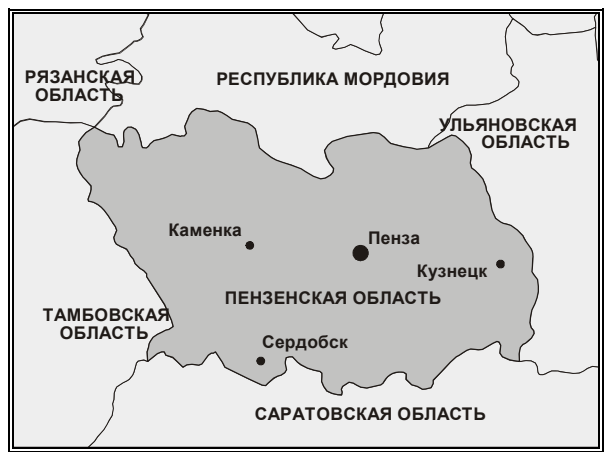 РЯЗАНСКАЯ
ОБЛАСТЬ
РЕСПУБЛИКА МОРДОВИЯ
УЛЬЯНОВСКАЯ
ОБЛАСТЬ
Каменка
Пенза
Кузнецк
ПЕНЗЕНСКАЯ ОБЛАСТЬ
ТАМБОВСКАЯ
ОБЛАСТЬ
Сердобск
САРАТОВСКАЯ ОБЛАСТЬ